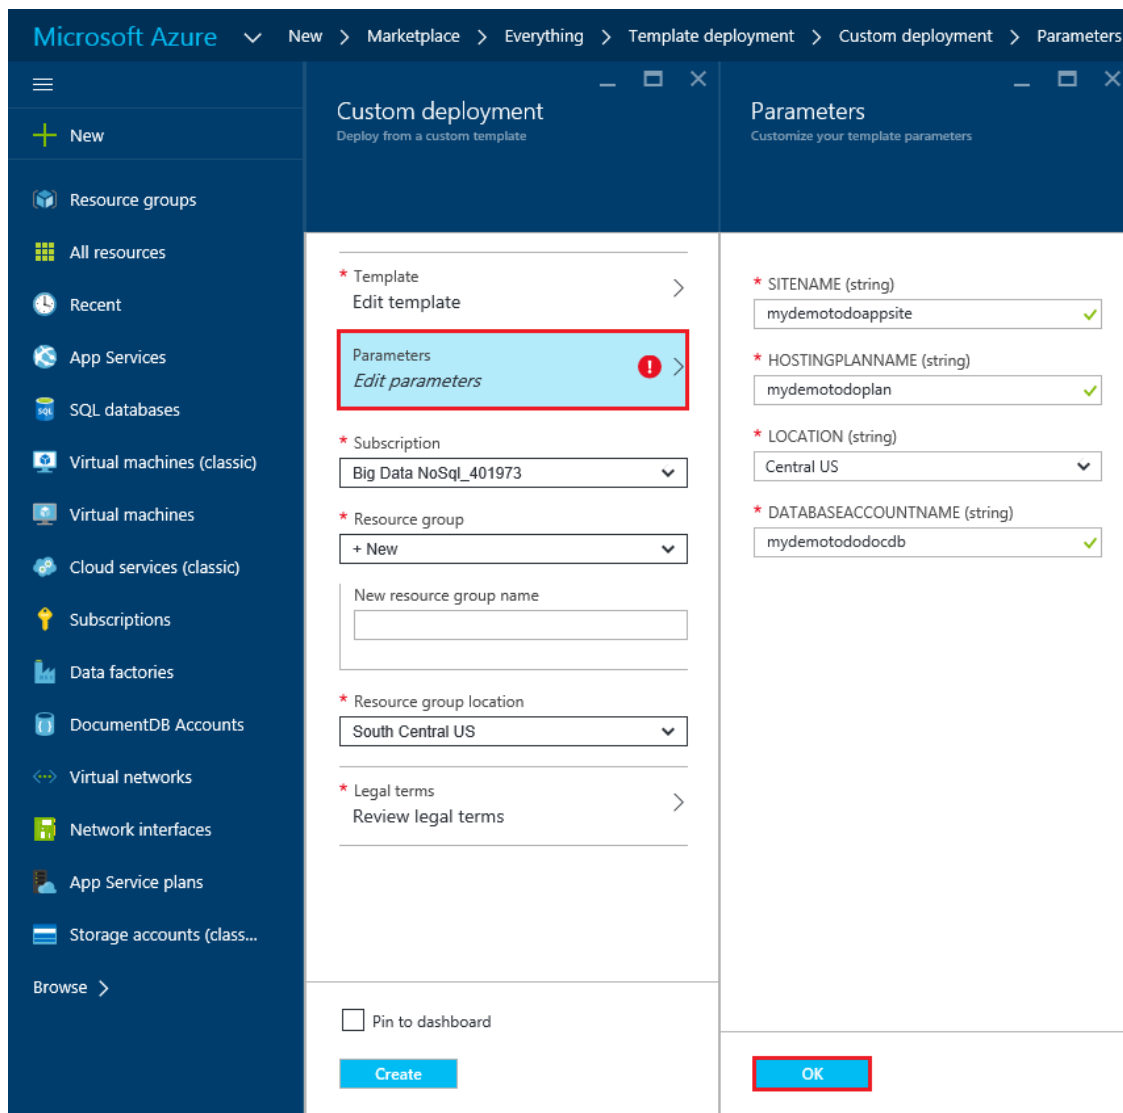 Microsoft Azure New > Marketplace > Everything > Template deployment > Custom deployment > Parameters
New
Resource groups
All resources
Recent
App Services
SQL databases
Virtual machines (classic)
Virtual machines
Cloud services (classic)
Subscriptions
Data factories
DocumentDB Accounts
Virtual networks
Network interfaces
App Service plans
Storage accounts (class...
Browse >
Custom deployment
Deploy from a custom template
* Template
Edit template
Parameters
Edit parameters
* Subscription
Big Data NoSql_401973
* Resource group
+ New
New resource group name
* Resource group location
South Central US
* Legal terms
Review legal terms
Pin to dashboard
Create
Parameters
Customize your template parameters
* SITENAME (string)
mydemotodoappsite
* HOSTINGPLANNAME (string)
mydemotodoplan
* LOCATION (string)
Central US
* DATABASEACCOUNTNAME (string)
mydemotododocdb
OK